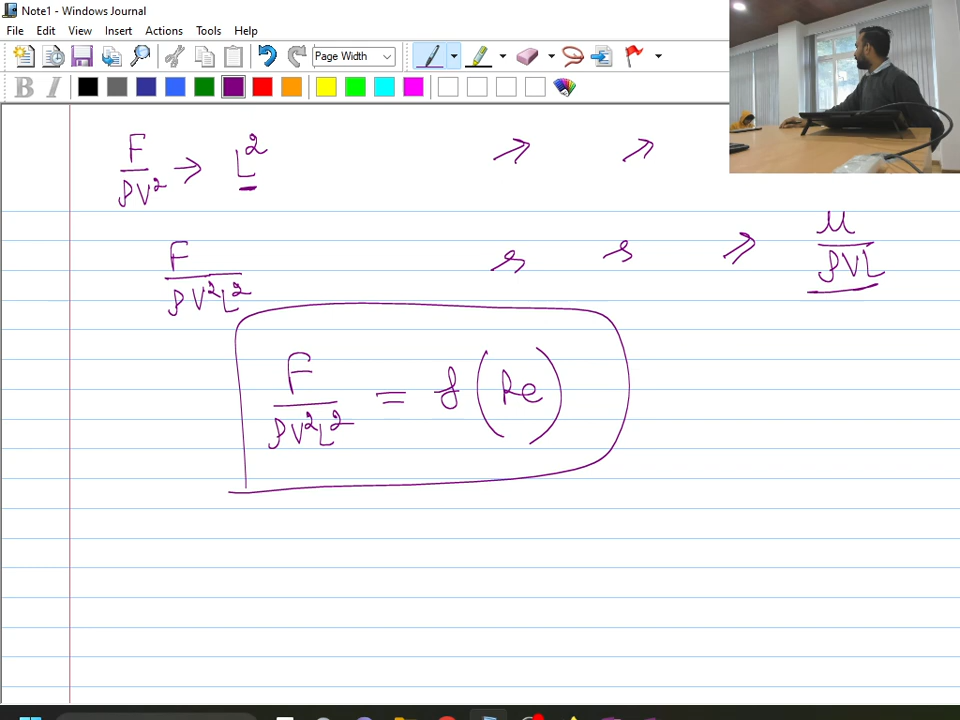 Note1 - Windows Journal
File Edit View Insert Actions Tools Help
Page Width
B I
F/ρV² → L² → →
μ/ρVL
F/ρV²L²
F/ρV²L² = f(Re)